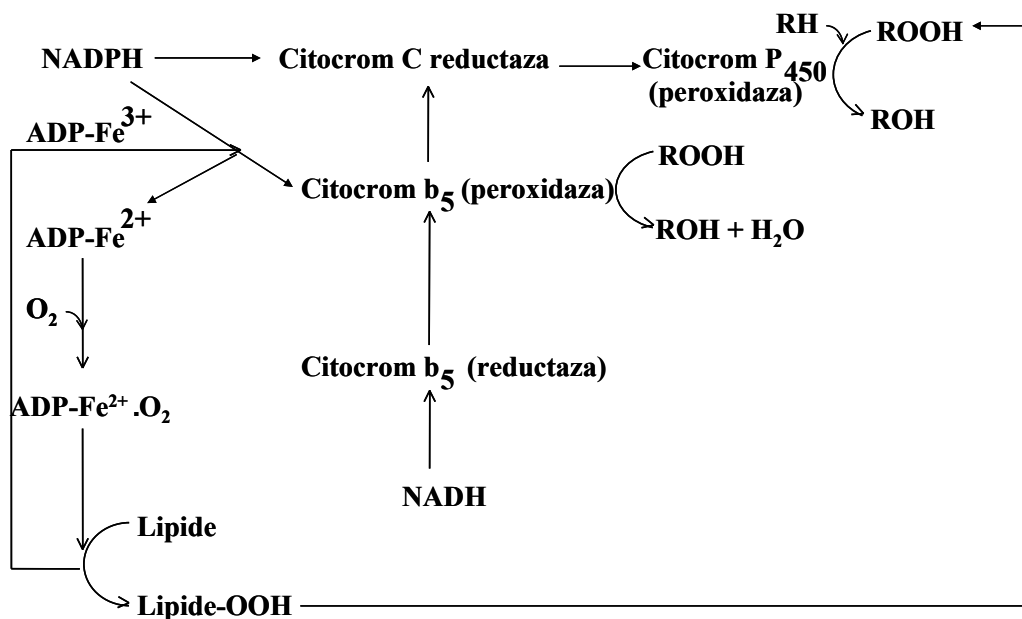 RH
ROOH
NADPH
Citocrom C reductaza
Citocrom P450
(peroxidaza)
ROH
ADP-Fe3+
ROOH
Citocrom b5 (peroxidaza)
ROH + H2O
ADP-Fe2+
O2
Citocrom b5 (reductaza)
ADP-Fe2+ .O2
NADH
Lipide
Lipide-OOH